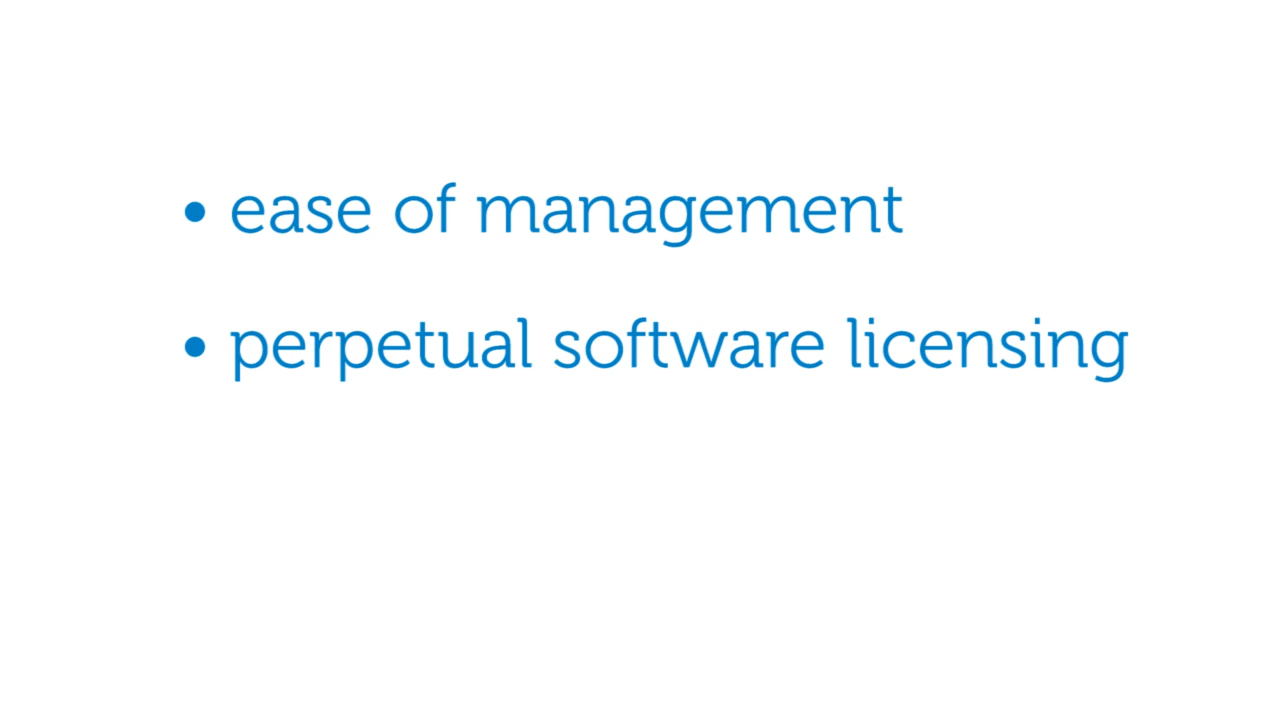 • ease of management
• perpetual software licensing